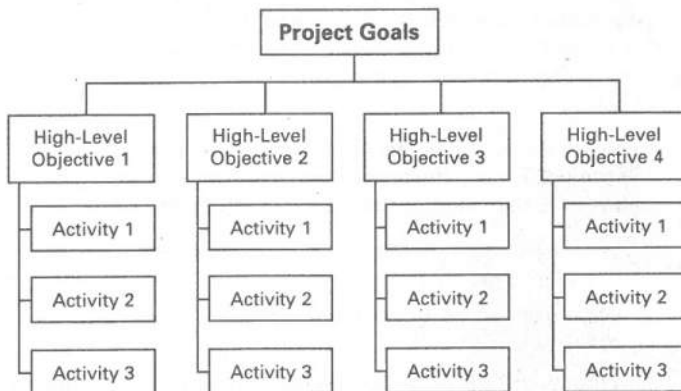 Project Goals
High-Level
Objective 1
High-Level
Objective 2
High-Level
Objective 3
High-Level
Objective 4
Activity 1
Activity 1
Activity 1
Activity 1
Activity 2
Activity 2
Activity 2
Activity 2
Activity 3
Activity 3
Activity 3
Activity 3